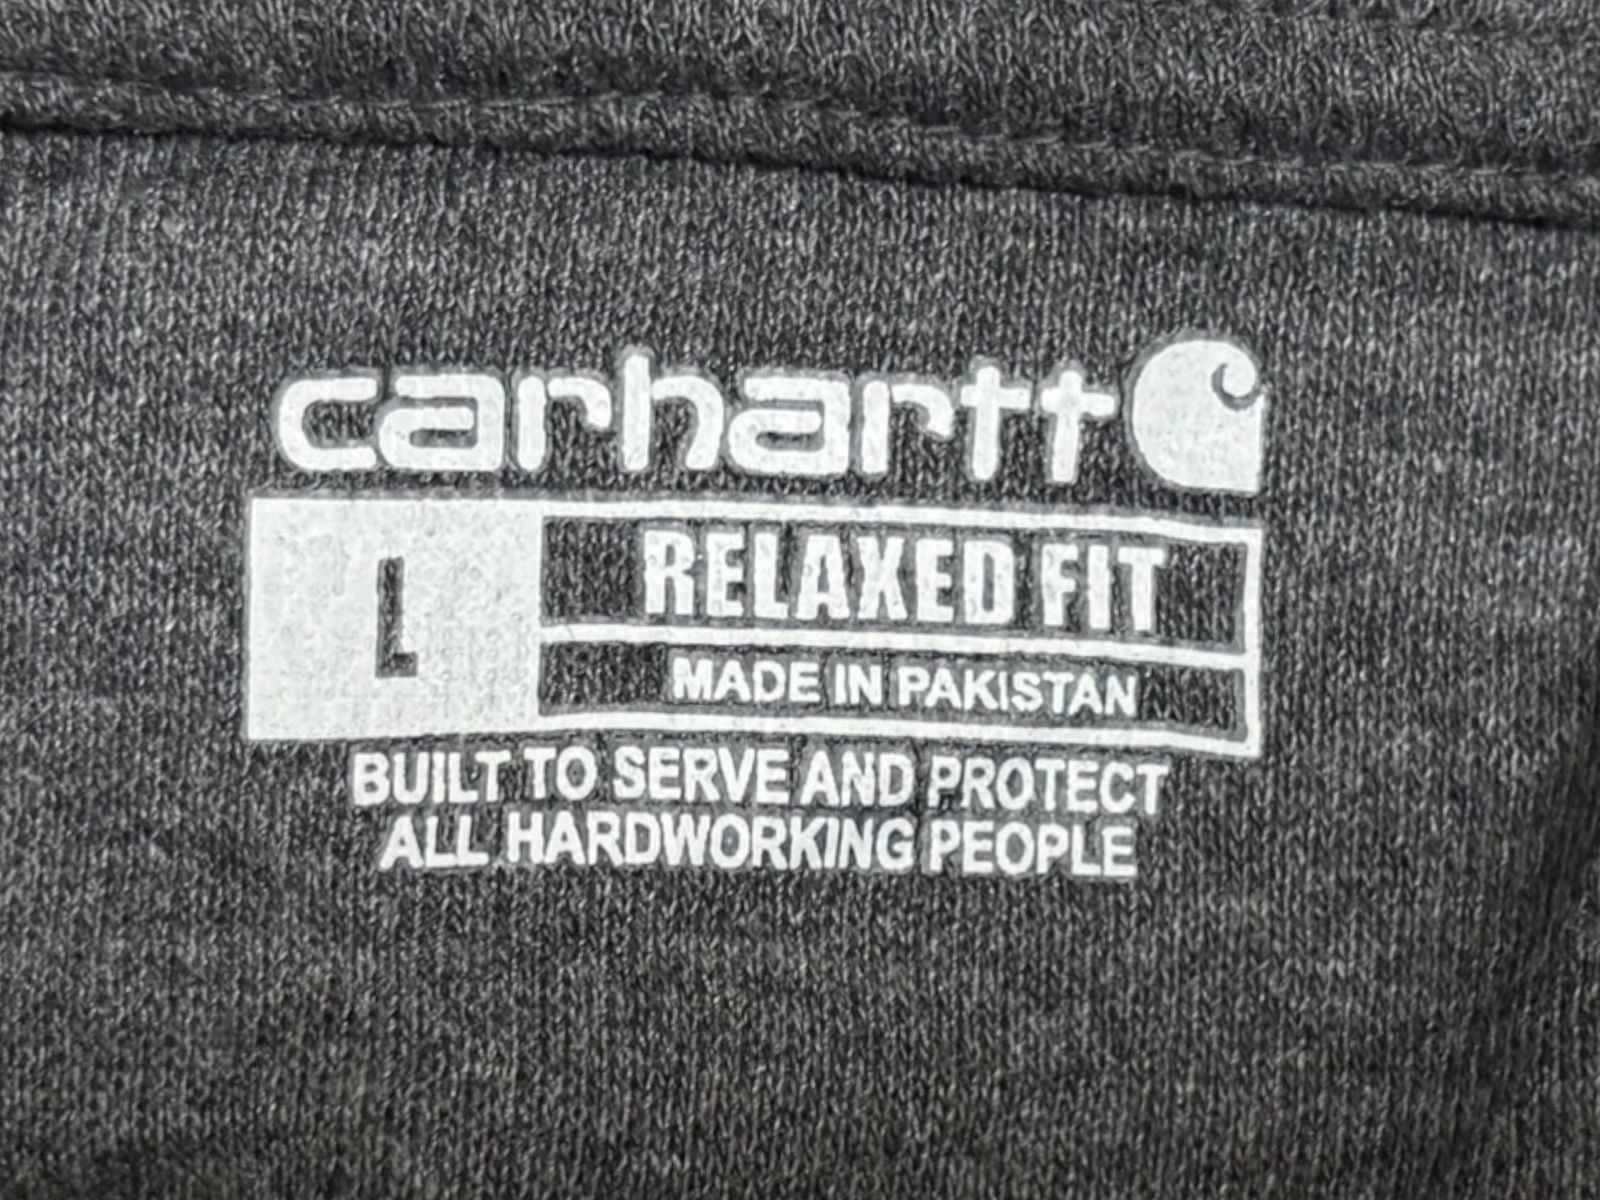 carhartt
L
RELAXED FIT
MADE IN PAKISTAN
BUILT TO SERVE AND PROTECT
ALL HARDWORKING PEOPLE